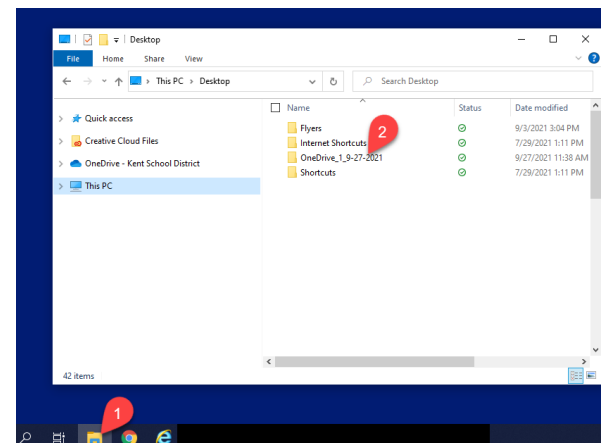 Desktop
File Home Share View
This PC > Desktop
Search Desktop
Name Status Date modified
Quick access
Creative Cloud Files
OneDrive - Kent School District
This PC
Flyers 9/3/2021 3:04 PM
2
Internet Shortcuts 7/29/2021 1:11 PM
OneDrive_1_9-27-2021 9/27/2021 11:38 AM
Shortcuts 7/29/2021 1:11 PM
42 items
1